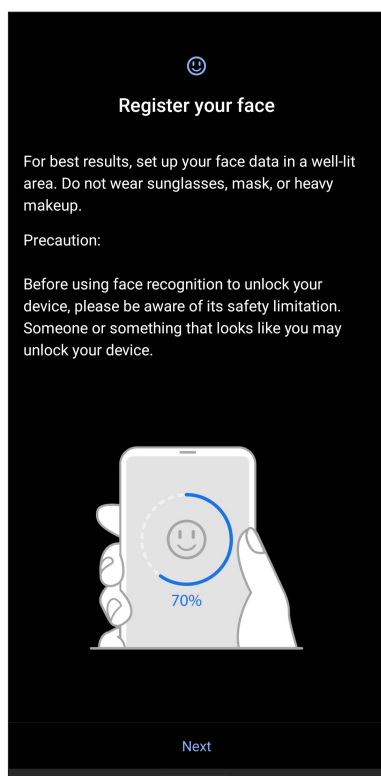 Register your face
For best results, set up your face data in a well-lit
area. Do not wear sunglasses, mask, or heavy
makeup.
Precaution:
Before using face recognition to unlock your
device, please be aware of its safety limitation.
Someone or something that looks like you may
unlock your device.
70%
Next